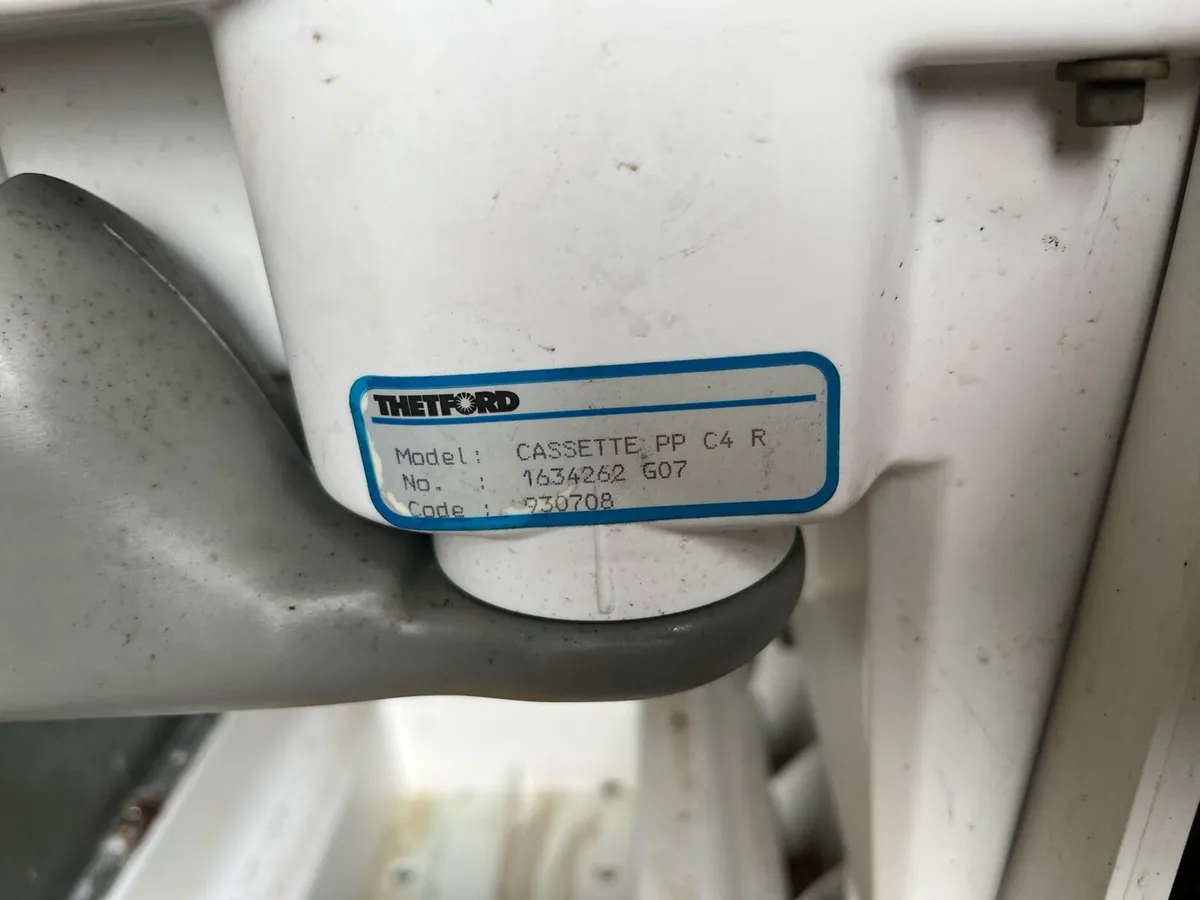 THETFORD
Model: CASSETTE PP C4 R
No. : 1634262 G07
Code : 930708